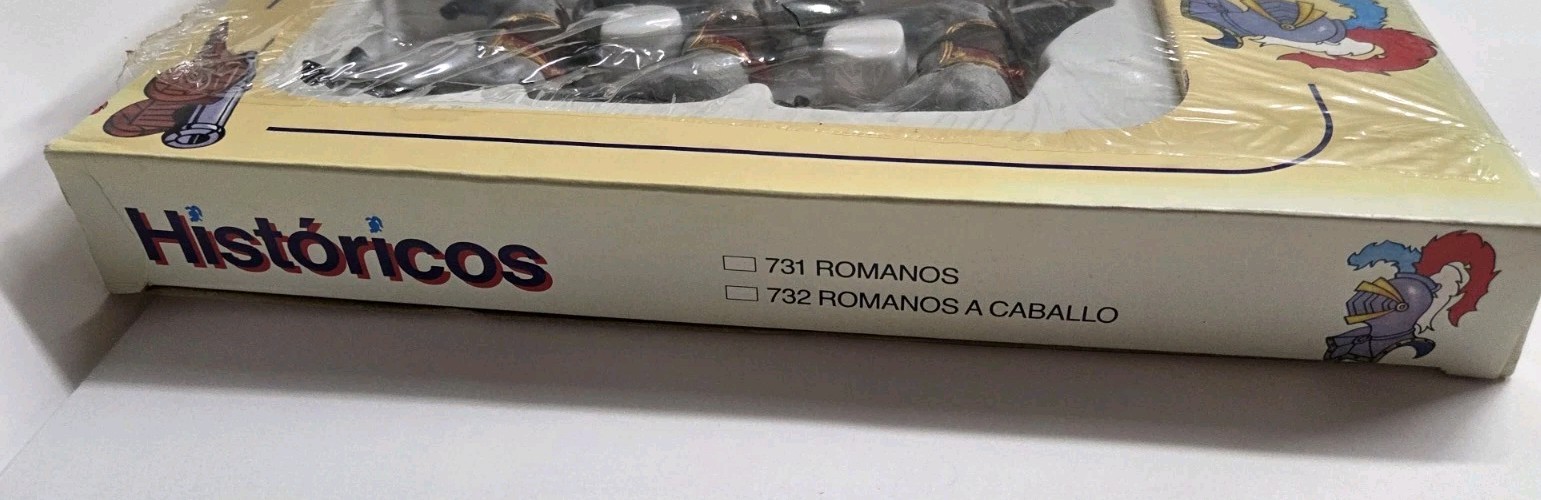 Históricos
731 ROMANOS
732 ROMANOS A CABALLO